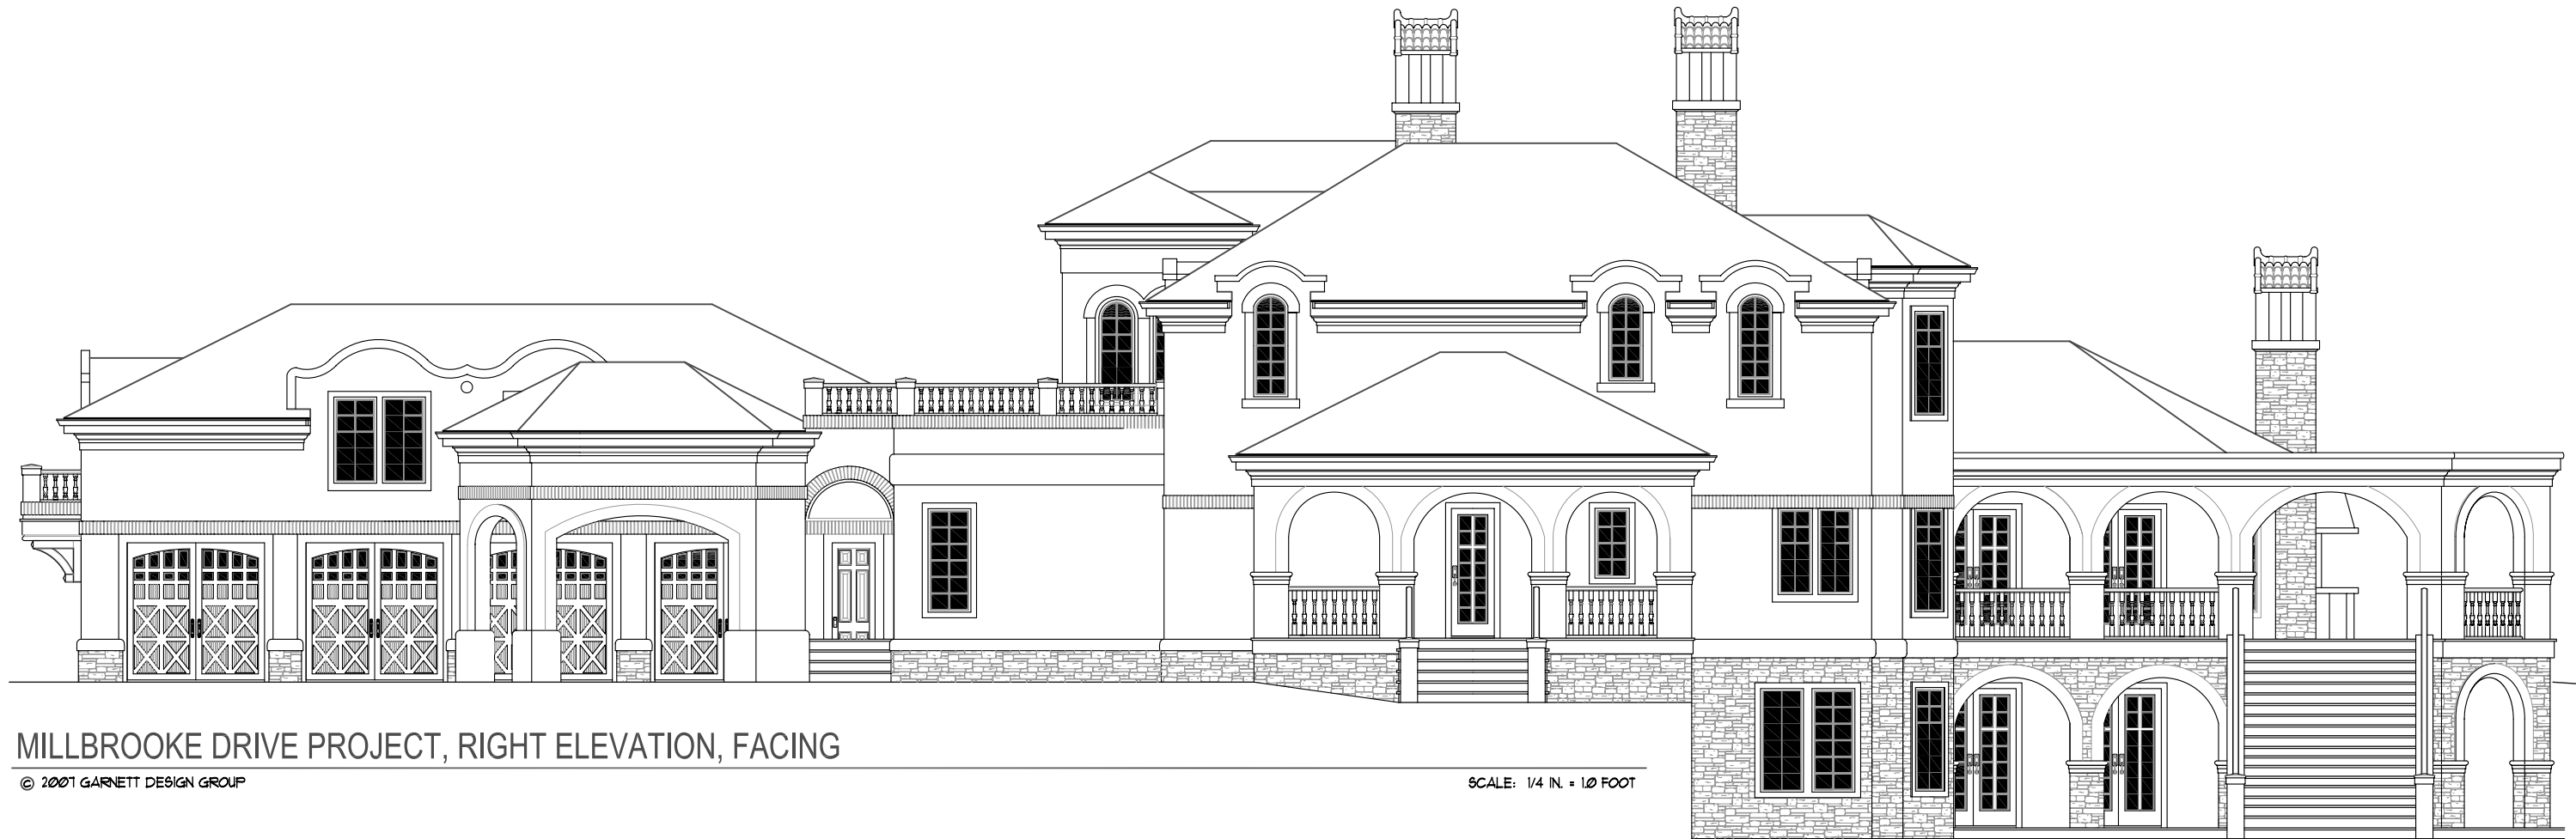 MILLBROOKE DRIVE PROJECT, RIGHT ELEVATION, FACING
© 2007 GARNETT DESIGN GROUP
SCALE: 1/4 IN. = 1.0 FOOT